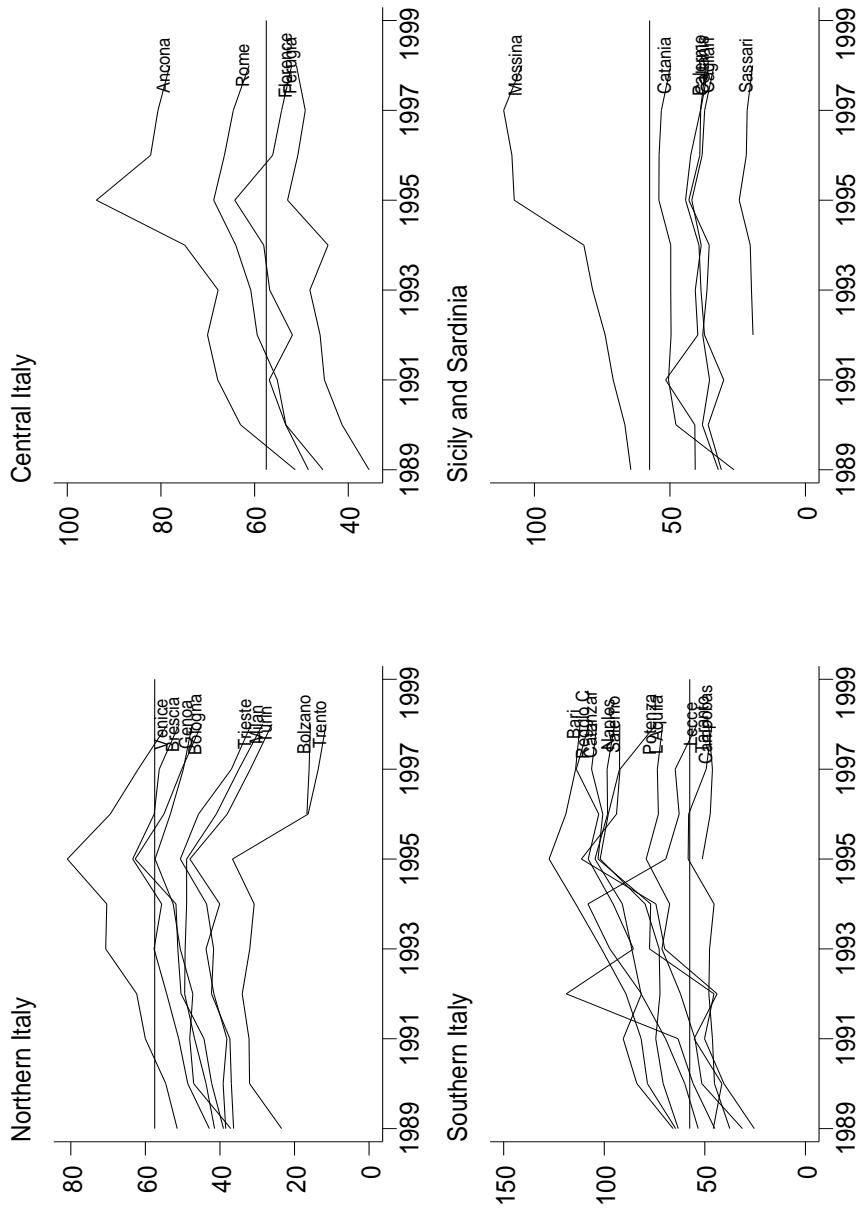 Northern Italy
80
60
40
20
0
Venice
Brescia
Genoa
Bologna
Trieste
Milan
Turin
Bolzano
Trento
1989 1991 1993 1995 1997 1999
Central Italy
100
80
60
40
Ancona
Rome
Florence
Perugia
1989 1991 1993 1995 1997 1999
Southern Italy
150
100
50
0
Bari
Reggio C.
Catanzar
Naples
Salerno
Potenza
L'Aquila
Lecce
Taranto
Campobas
1989 1991 1993 1995 1997 1999
Sicily and Sardinia
100
50
0
Messina
Catania
Palermo
Cagliari
Sassari
1989 1991 1993 1995 1997 1999